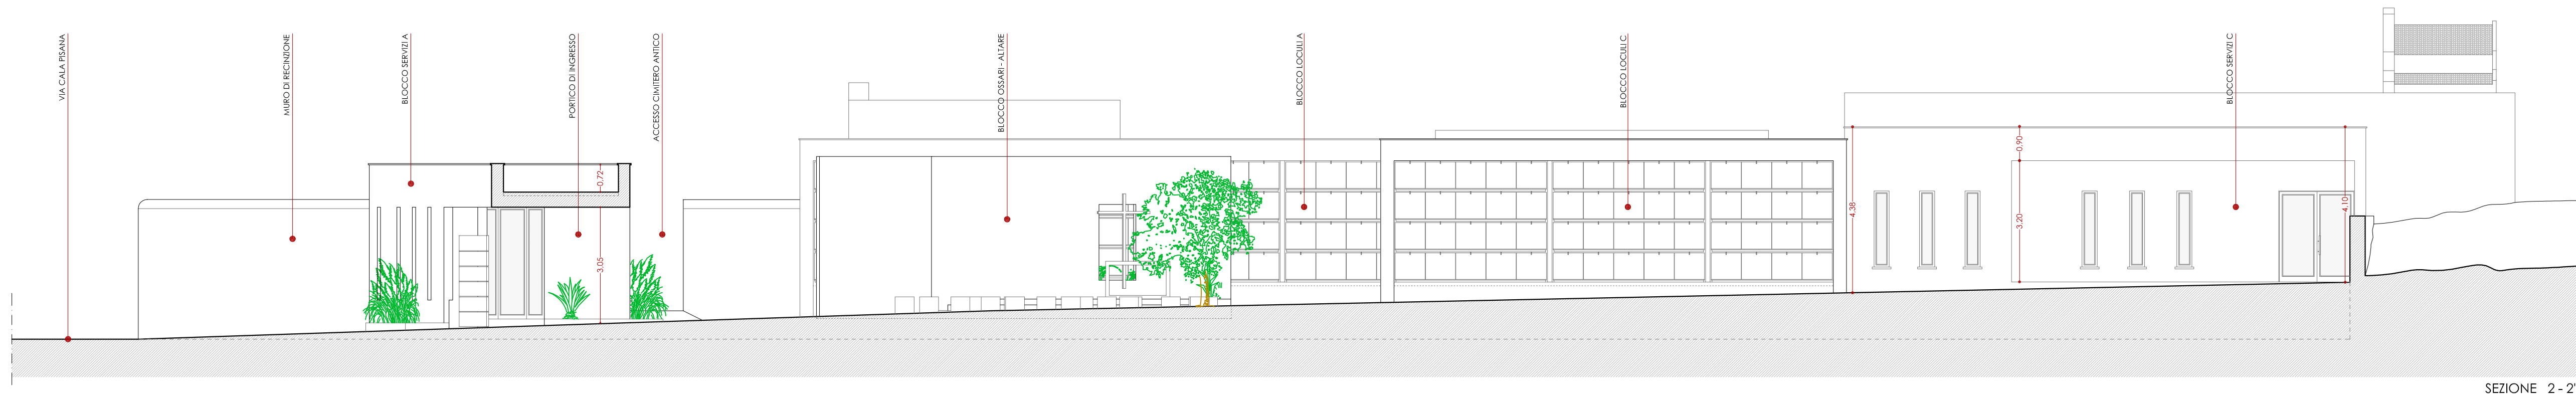 VIA CALA PISANA
MURO DI RECINZIONE
BLOCCO SERVIZI A
PORTICO DI INGRESSO
ACCESSO CIMITERO ANTICO
BLOCCO OSSARI - ALTARE
BLOCCO LOCULI A
BLOCCO LOCULI C
BLOCCO SERVIZI C
0.72
3.05
4.38
0.90
3.20
4.10
SEZIONE 2 - 2'